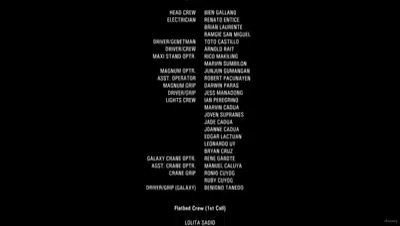 HEAD CREW BIEN GALLANO
ELECTRICIAN RENATO ENTICE
BRIAN LAURENTE
RAMGIE SAN MIGUEL
DRIVER/GENETMAN TOTO CASTILLO
DRIVER/CREW ARNOLD RAIT
MAXI STAND OPTR. RICO MAKILING
MARVIN SUMBILON
MAGNUM OPTR. JUNJUN GUMANGAN
ASST. OPERATOR ROBERT PACUNAYEN
MAGNUM GRIP DARWIN PARAS
DRIVER/GRIP JESS MANADONG
LIGHTS CREW IAN PEREGRINO
MARVIN CADUA
JOVEN SUPRANES
JADE CADUA
JOANNE CADUA
EDGAR LACTUAN
LEONARDO UY
BRYAN CRUZ
GALAXY CRANE OPTR. RENE GAROTE
ASST. CRANE OPTR. MANUEL CALUYA
CRANE GRIP RONIO CUYOG
RUBY CUYOG
DRIVER/GRIP (GALAXY) BENIGNO TANEDO
Flatbed Crew (1st Call)
LOLITA SADIO